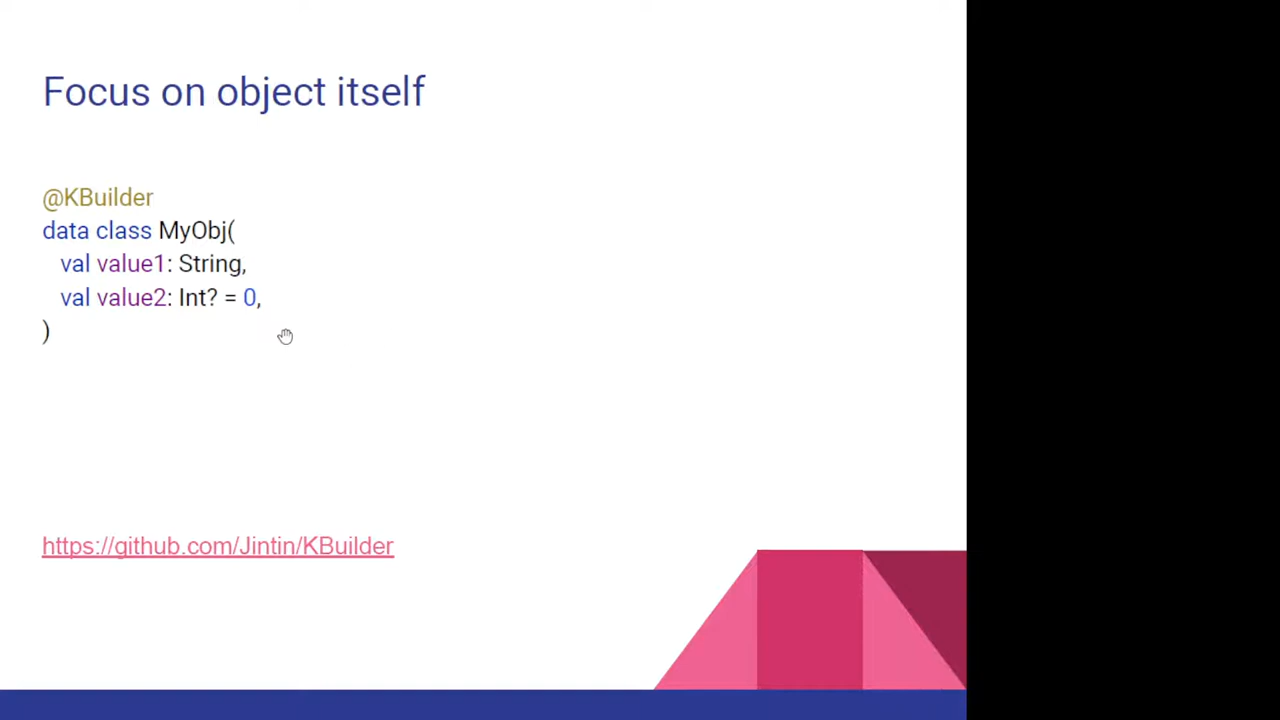 Focus on object itself
@KBuilder
data class MyObj(
val value1: String,
val value2: Int? = 0,
)
https://github.com/Jintin/KBuilder